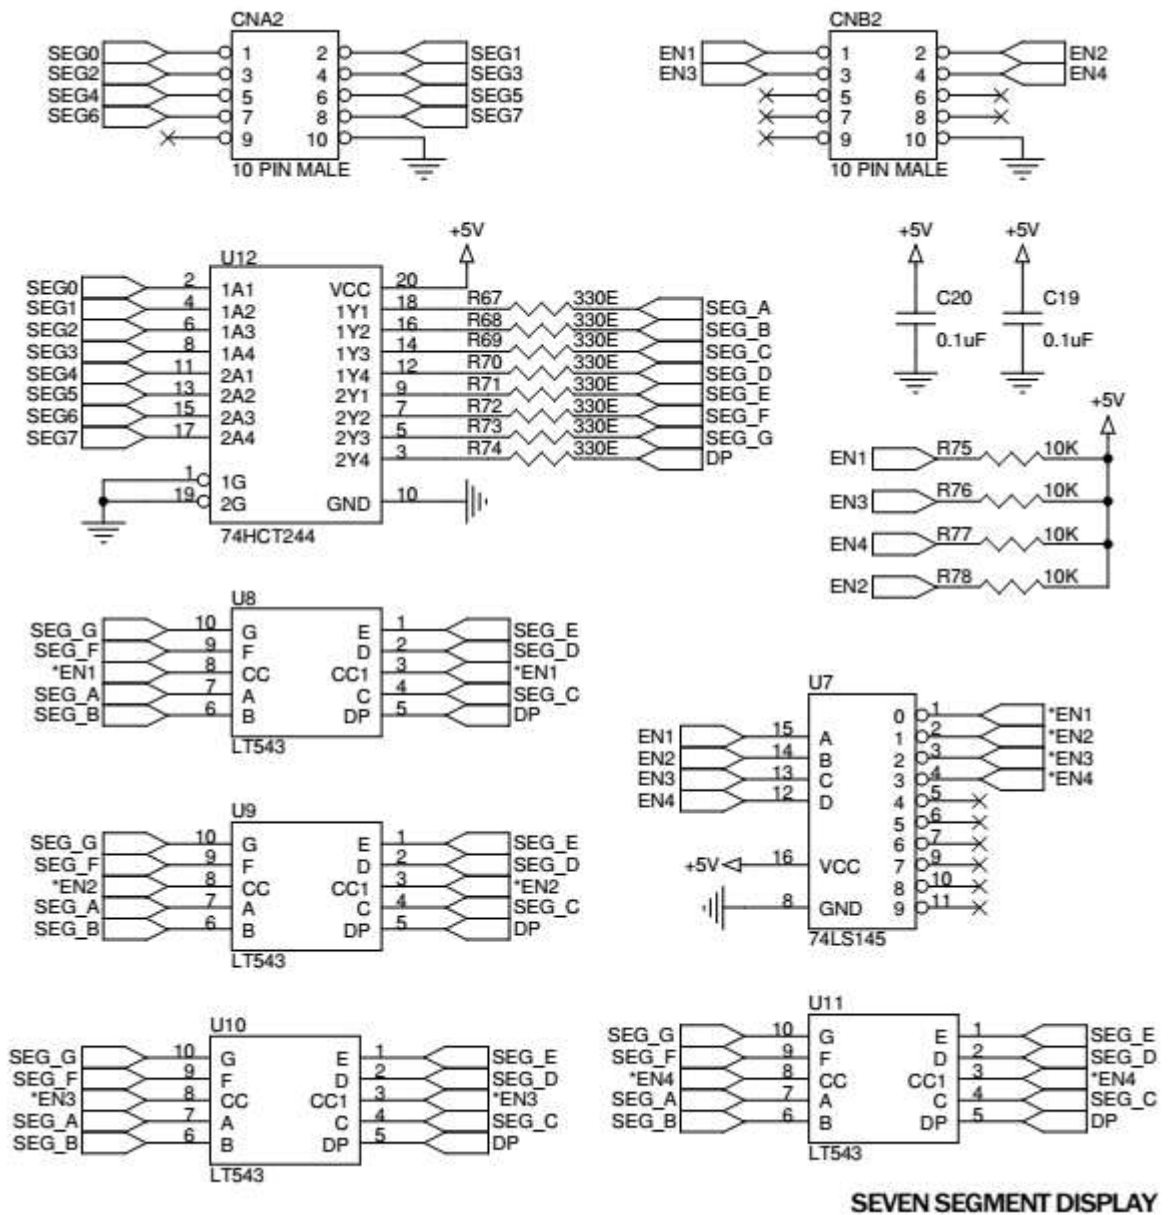 CNA2
SEG0 1 2 SEG1
SEG2 3 4 SEG3
SEG4 5 6 SEG5
SEG6 7 8 SEG7
9 10
10 PIN MALE
CNB2
EN1 1 2 EN2
EN3 3 4 EN4
5 6
7 8
9 10
10 PIN MALE
U12
+5V
SEG0 2 1A1 VCC 20
SEG1 4 1A2 1Y1 18 R67 330E SEG_A
SEG2 6 1A3 1Y2 16 R68 330E SEG_B
SEG3 8 1A4 1Y3 14 R69 330E SEG_C
SEG4 11 2A1 1Y4 12 R70 330E SEG_D
SEG5 13 2A2 2Y1 9 R71 330E SEG_E
SEG6 15 2A3 2Y2 7 R72 330E SEG_F
SEG7 17 2A4 2Y3 5 R73 330E SEG_G
2Y4 3 R74 330E DP
1 1G
19 2G GND 10
74HCT244
+5V +5V
C20 C19
0.1uF 0.1uF
+5V
EN1 R75 10K
EN3 R76 10K
EN4 R77 10K
EN2 R78 10K
U8
SEG_G 10 G E 1 SEG_E
SEG_F 9 F D 2 SEG_D
*EN1 8 CC CC1 3 *EN1
SEG_A 7 A C 4 SEG_C
SEG_B 6 B DP 5 DP
LT543
U7
0 1 *EN1
EN1 15 A 1 2 *EN2
EN2 14 B 2 3 *EN3
EN3 13 C 3 4 *EN4
EN4 12 D 4 5
5 6
6 7
+5V 16 VCC 7 9
8 10
8 GND 9 11
74LS145
U9
SEG_G 10 G E 1 SEG_E
SEG_F 9 F D 2 SEG_D
*EN2 8 CC CC1 3 *EN2
SEG_A 7 A C 4 SEG_C
SEG_B 6 B DP 5 DP
LT543
U10
SEG_G 10 G E 1 SEG_E
SEG_F 9 F D 2 SEG_D
*EN3 8 CC CC1 3 *EN3
SEG_A 7 A C 4 SEG_C
SEG_B 6 B DP 5 DP
LT543
U11
SEG_G 10 G E 1 SEG_E
SEG_F 9 F D 2 SEG_D
*EN4 8 CC CC1 3 *EN4
SEG_A 7 A C 4 SEG_C
SEG_B 6 B DP 5 DP
LT543
SEVEN SEGMENT DISPLAY